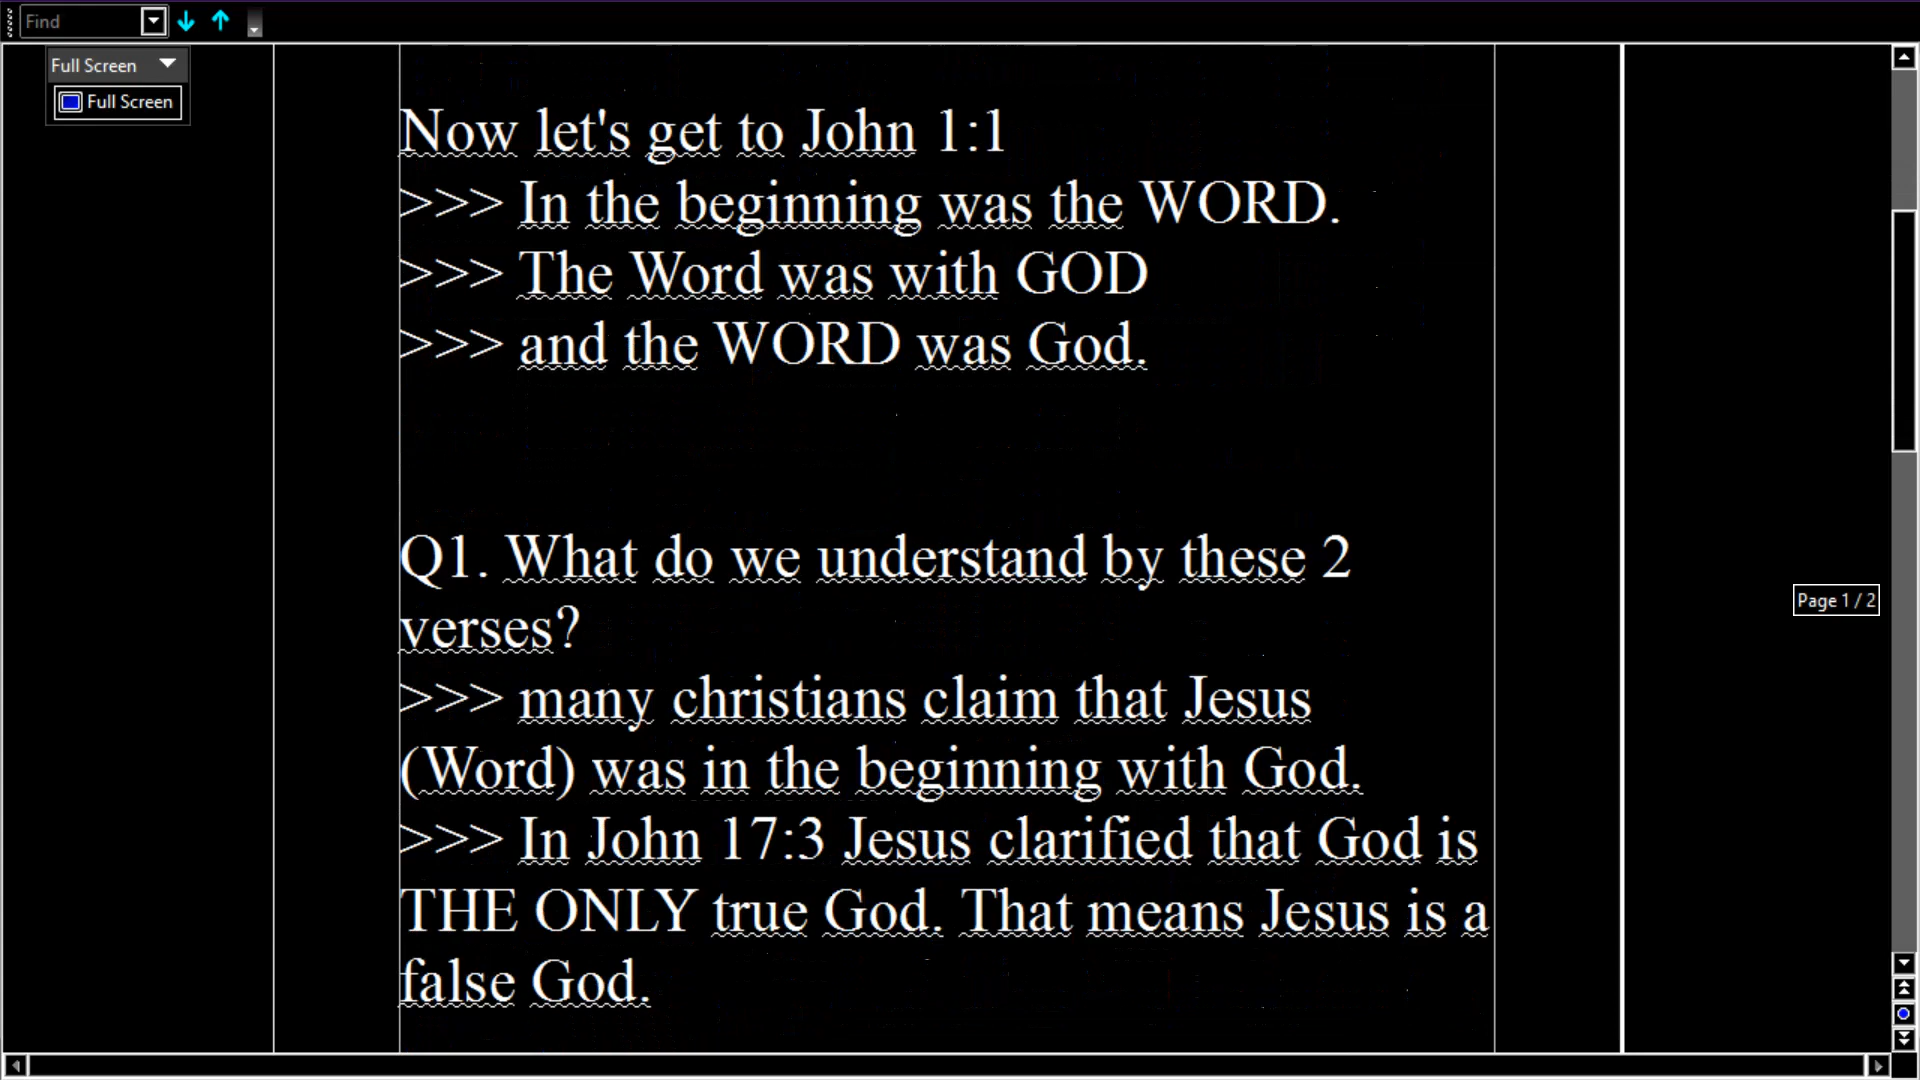 Find
Full Screen
Full Screen
Now let's get to John 1:1
>>> In the beginning was the WORD.
>>> The Word was with GOD
>>> and the WORD was God.
Q1. What do we understand by these 2
verses?
>>> many christians claim that Jesus
(Word) was in the beginning with God.
>>> In John 17:3 Jesus clarified that God is
THE ONLY true God. That means Jesus is a
false God.
Page 1 / 2